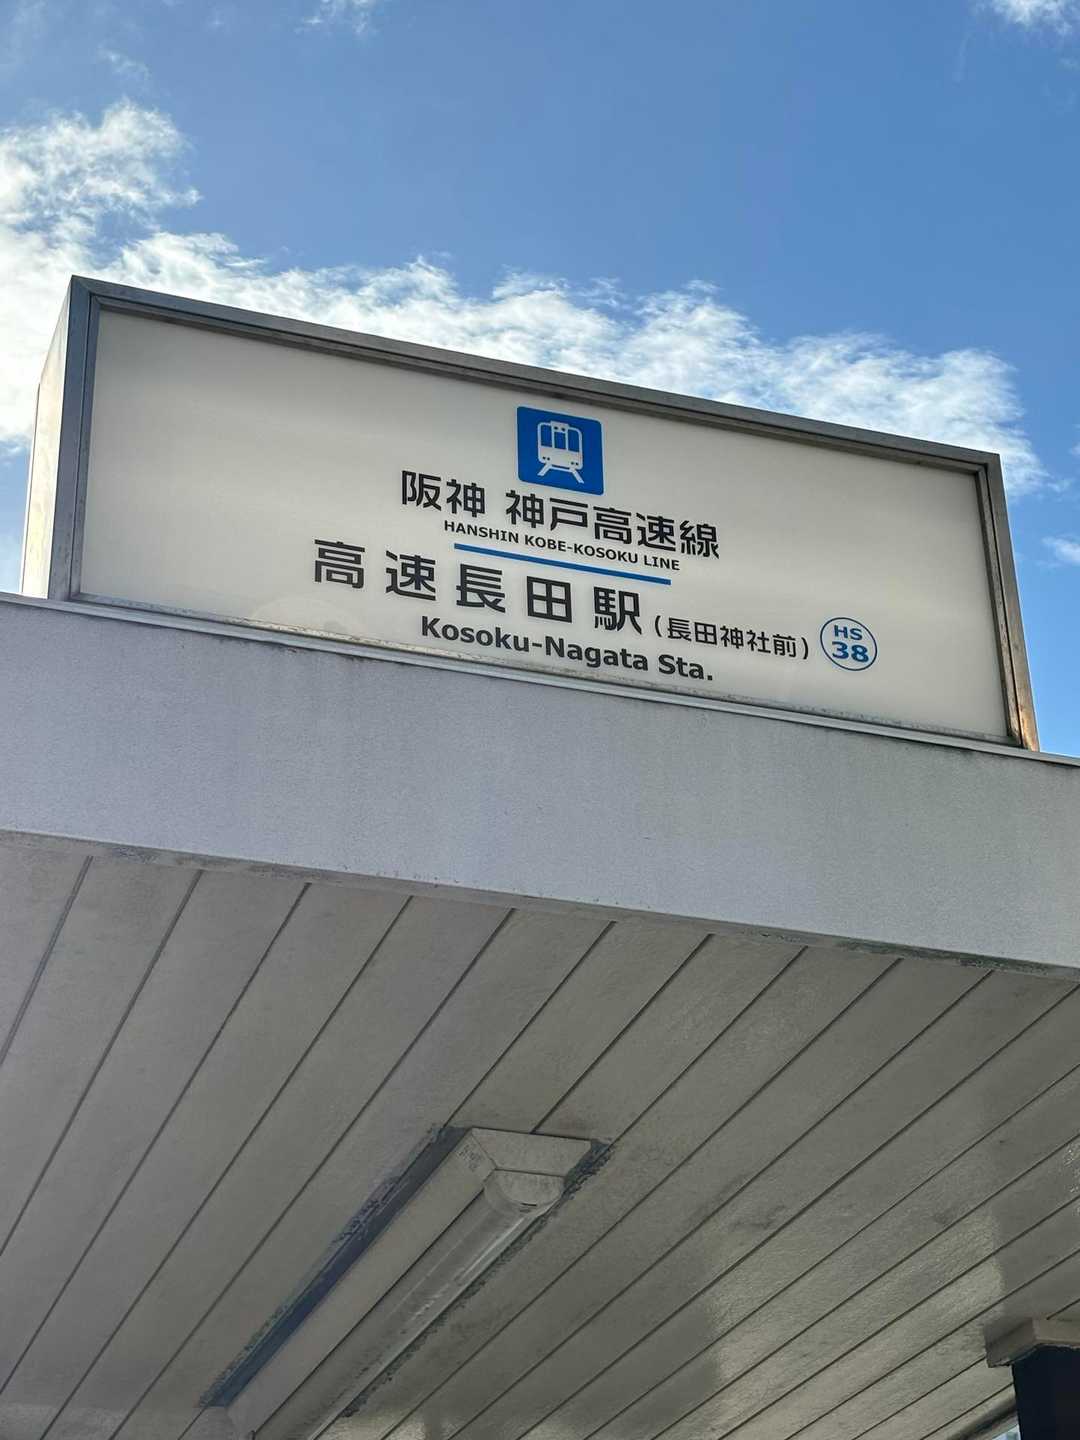 阪神 神戸高速線
HANSHIN KOBE-KOSOKU LINE
高速長田駅(長田神社前)
Kosoku-Nagata Sta.
HS
38